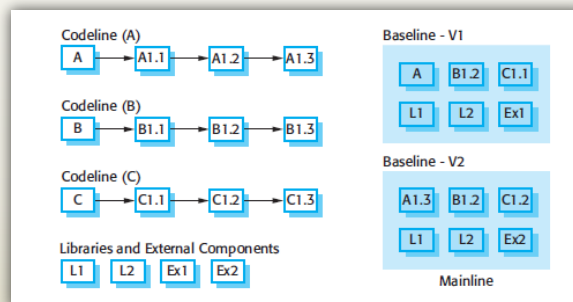 Codeline (A)
A A1.1 A1.2 A1.3
Codeline (B)
B B1.1 B1.2 B1.3
Codeline (C)
C C1.1 C1.2 C1.3
Libraries and External Components
L1 L2 Ex1 Ex2
Baseline - V1
A B1.2 C1.1
L1 L2 Ex1
Baseline - V2
A1.3 B1.2 C1.2
L1 L2 Ex2
Mainline